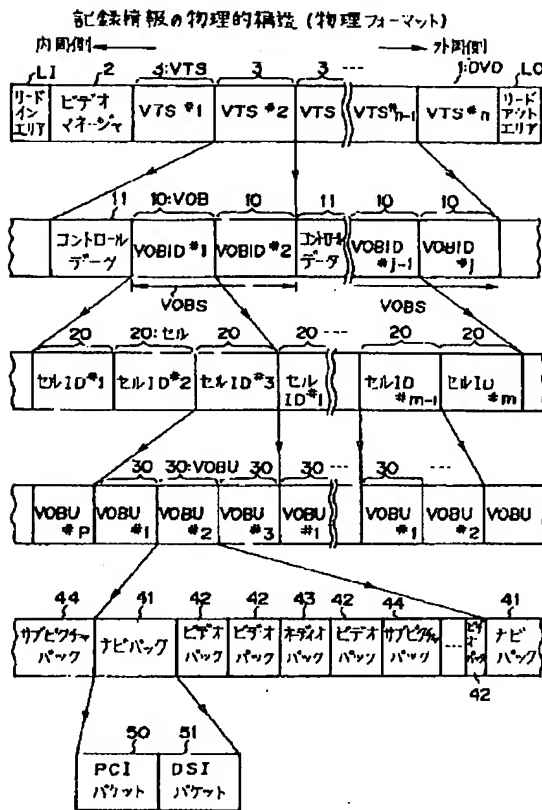 記録情報の物理的構造(物理フォーマット)
内周側 外周側
LI 2 3:VTS 3 3 --- 1:DVD LO
リードインエリア ビデオマネージャ VTS#1 VTS#2 VTS VTS#n-1 VTS#n リードアウトエリア
11 10:VOB 10 11 10 10
コントロールデータ VOBID#1 VOBID#2 コントロールデータ VOBID#j-1 VOBID#j
VOBS VOBS
20 20:セル 20 20 --- 20 20
セルID#1 セルID#2 セルID#3 セルID#1 セルID#m-1 セルID#m
30 30:VOBU 30 30 --- 30 ---
VOBU#P VOBU#1 VOBU#2 VOBU#3 VOBU#1 VOBU#1 VOBU#2 VOBU
44 41 42 42 43 42 44 41
サブピクチャパック ナビパック ビデオパック ビデオパック オーディオパック ビデオパック サブピクチャパック --- ビデオパック ナビパック
42
50 51
PCIパケット DSIパケット